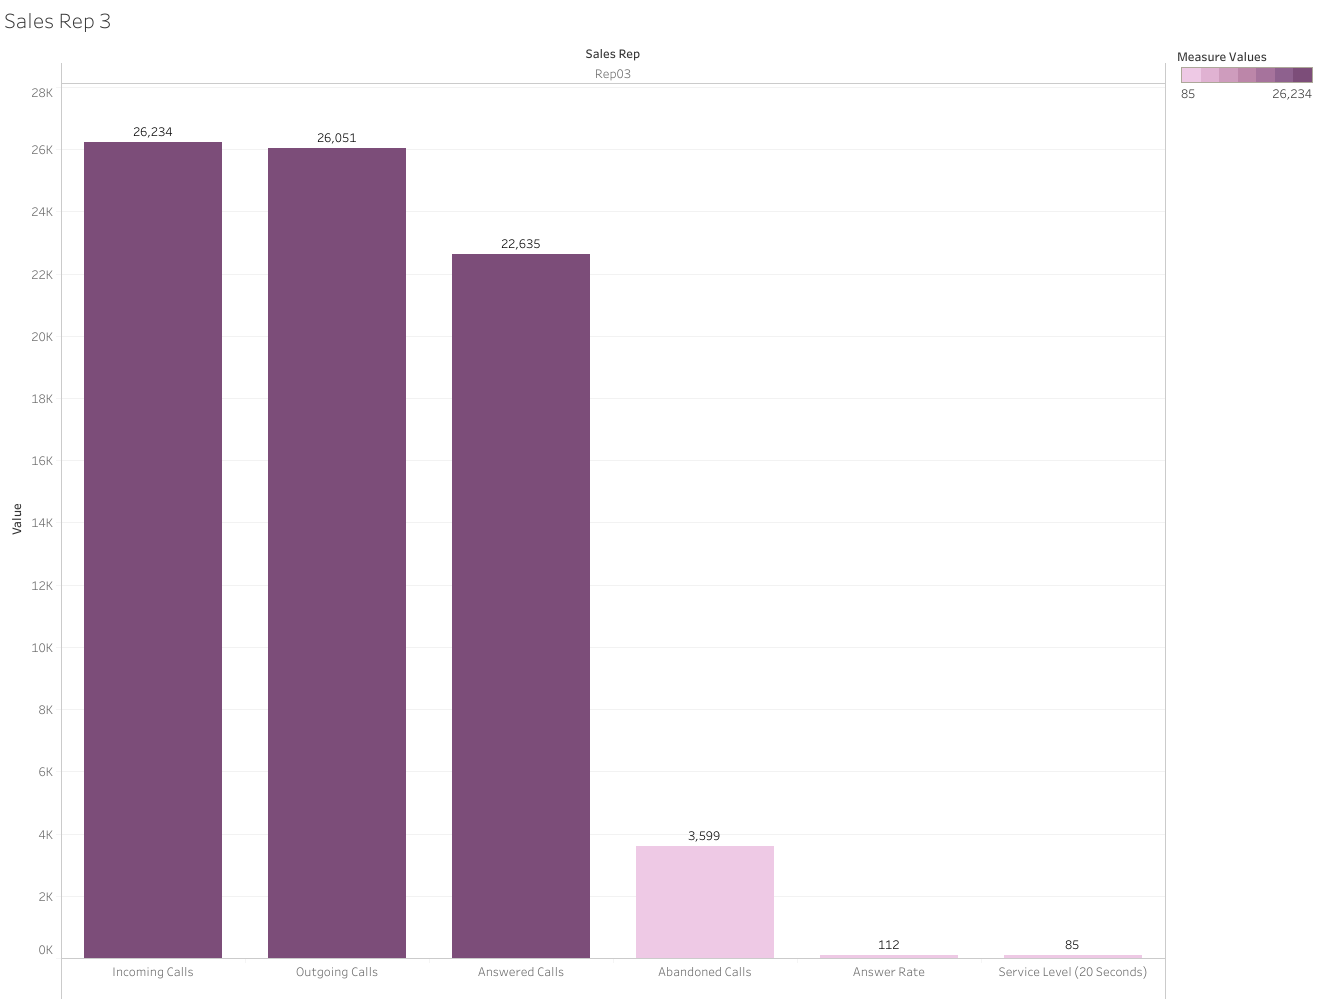 Sales Rep 3
Sales Rep
Rep03
Measure Values
85 26,234
28K
26K
24K
22K
20K
18K
16K
14K
12K
10K
8K
6K
4K
2K
0K
Value
26,234
26,051
22,635
3,599
112
85
Incoming Calls
Outgoing Calls
Answered Calls
Abandoned Calls
Answer Rate
Service Level (20 Seconds)